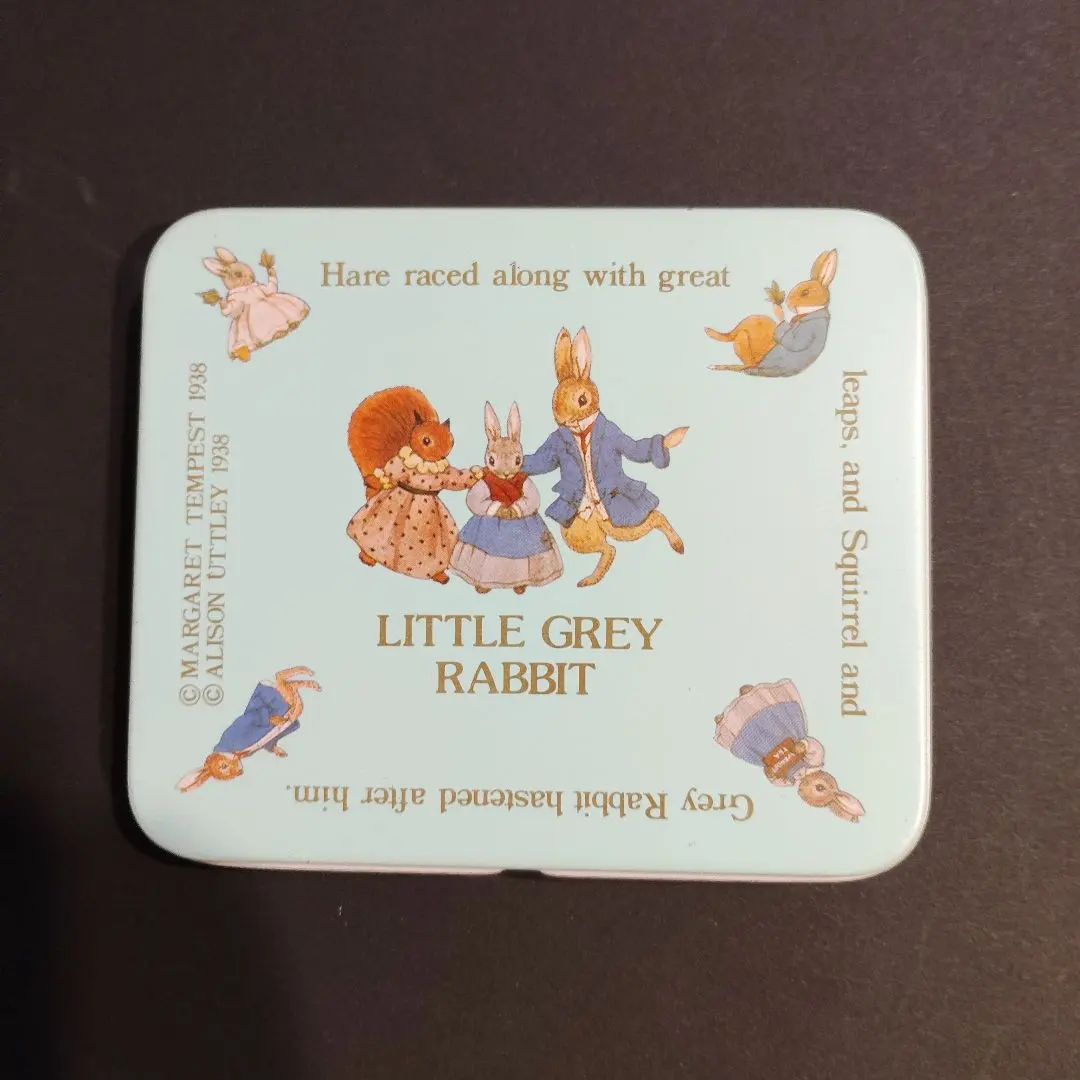 Hare raced along with great
leaps, and Squirrel and
Grey Rabbit hastened after him.
©MARGARET TEMPEST 1938
© ALISON UTTLEY 1938
LITTLE GREY
RABBIT